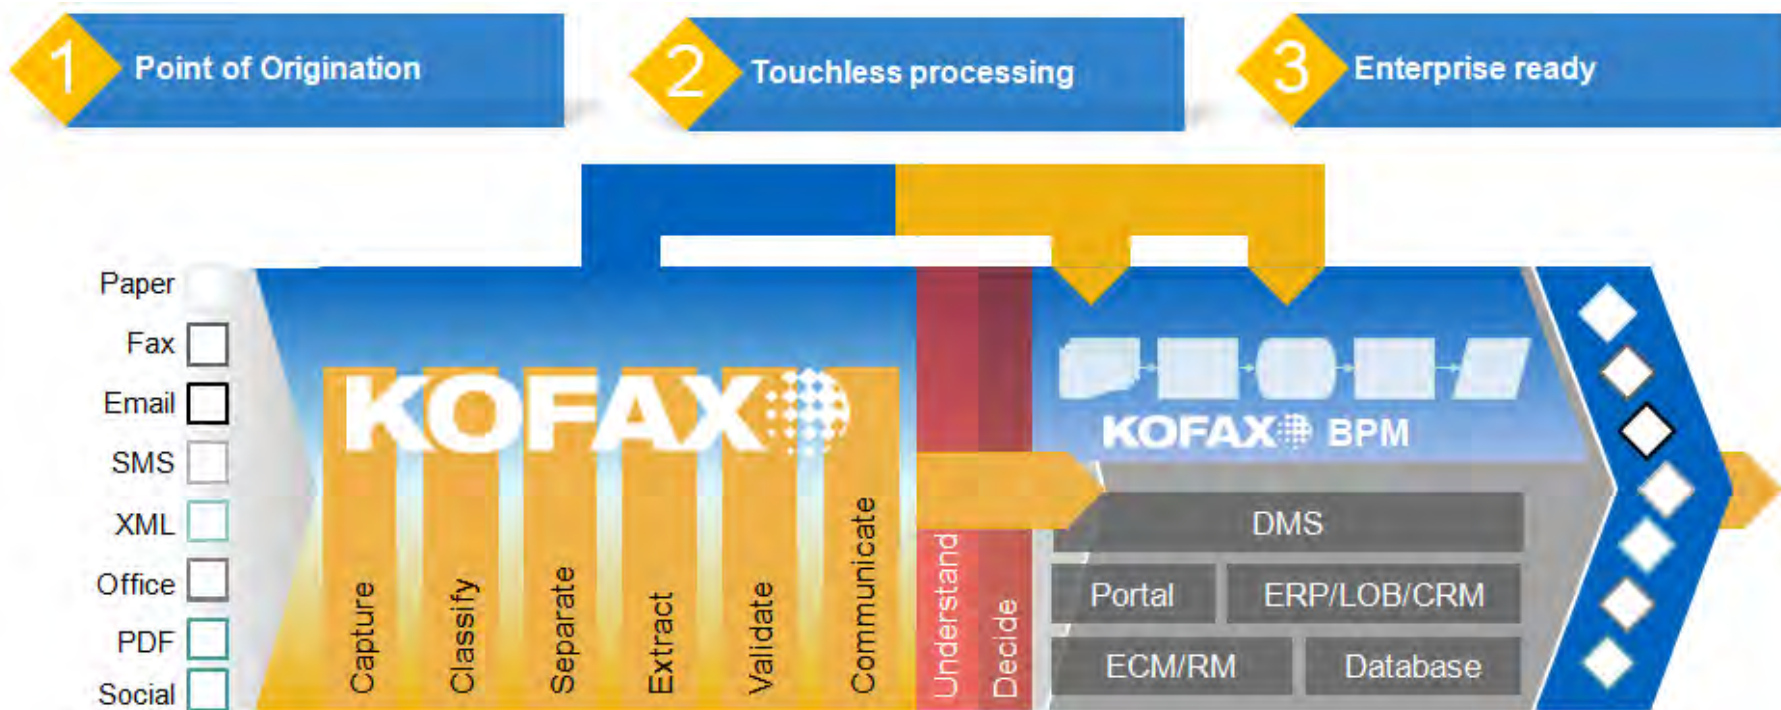 1 Point of Origination
2 Touchless processing
3 Enterprise ready
Paper
Fax
Email
SMS
XML
Office
PDF
Social
KOFAX
Capture
Classify
Separate
Extract
Validate
Communicate
Understand
Decide
KOFAX BPM
DMS
Portal
ERP/LOB/CRM
ECM/RM
Database